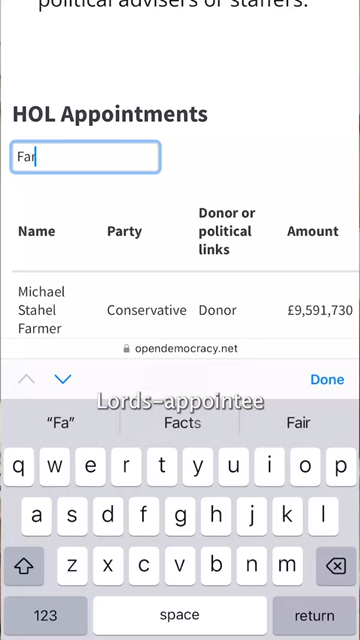 political advisers or staffers.
HOL Appointments
Far
Donor or
Name Party political Amount
links
Michael
Stahel Conservative Donor £9,591,730
Farmer
opendemocracy.net
Done
Lords-appointee
“Fa” Facts Fair
q w e r t y u i o p
a s d f g h j k l
z x c v b n m
123 space return